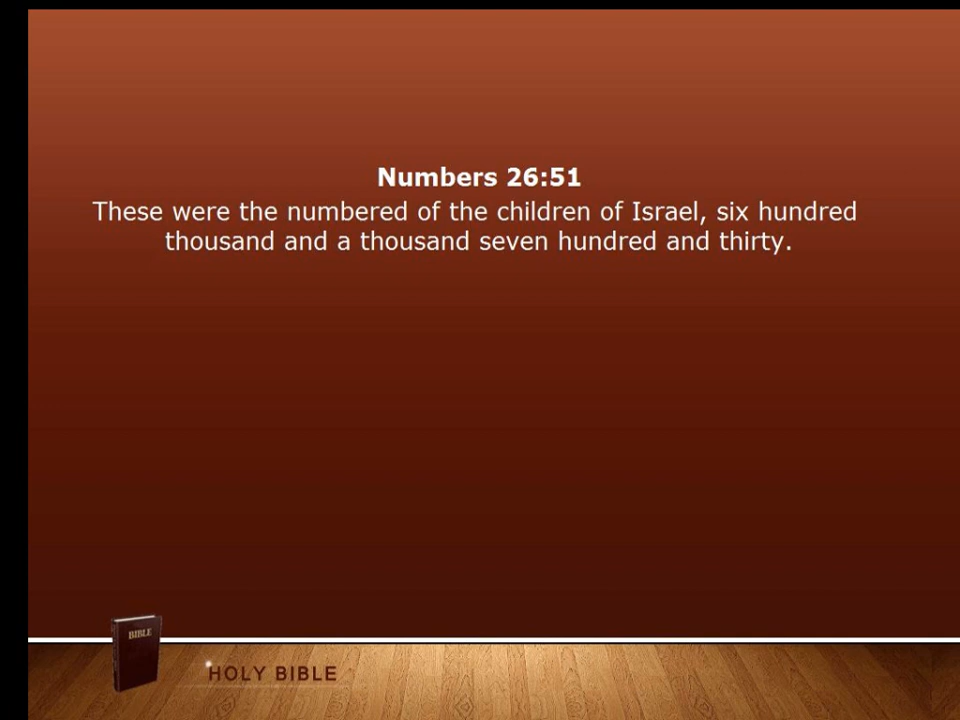 Numbers 26:51
These were the numbered of the children of Israel, six hundred
thousand and a thousand seven hundred and thirty.
BIBLE
HOLY BIBLE